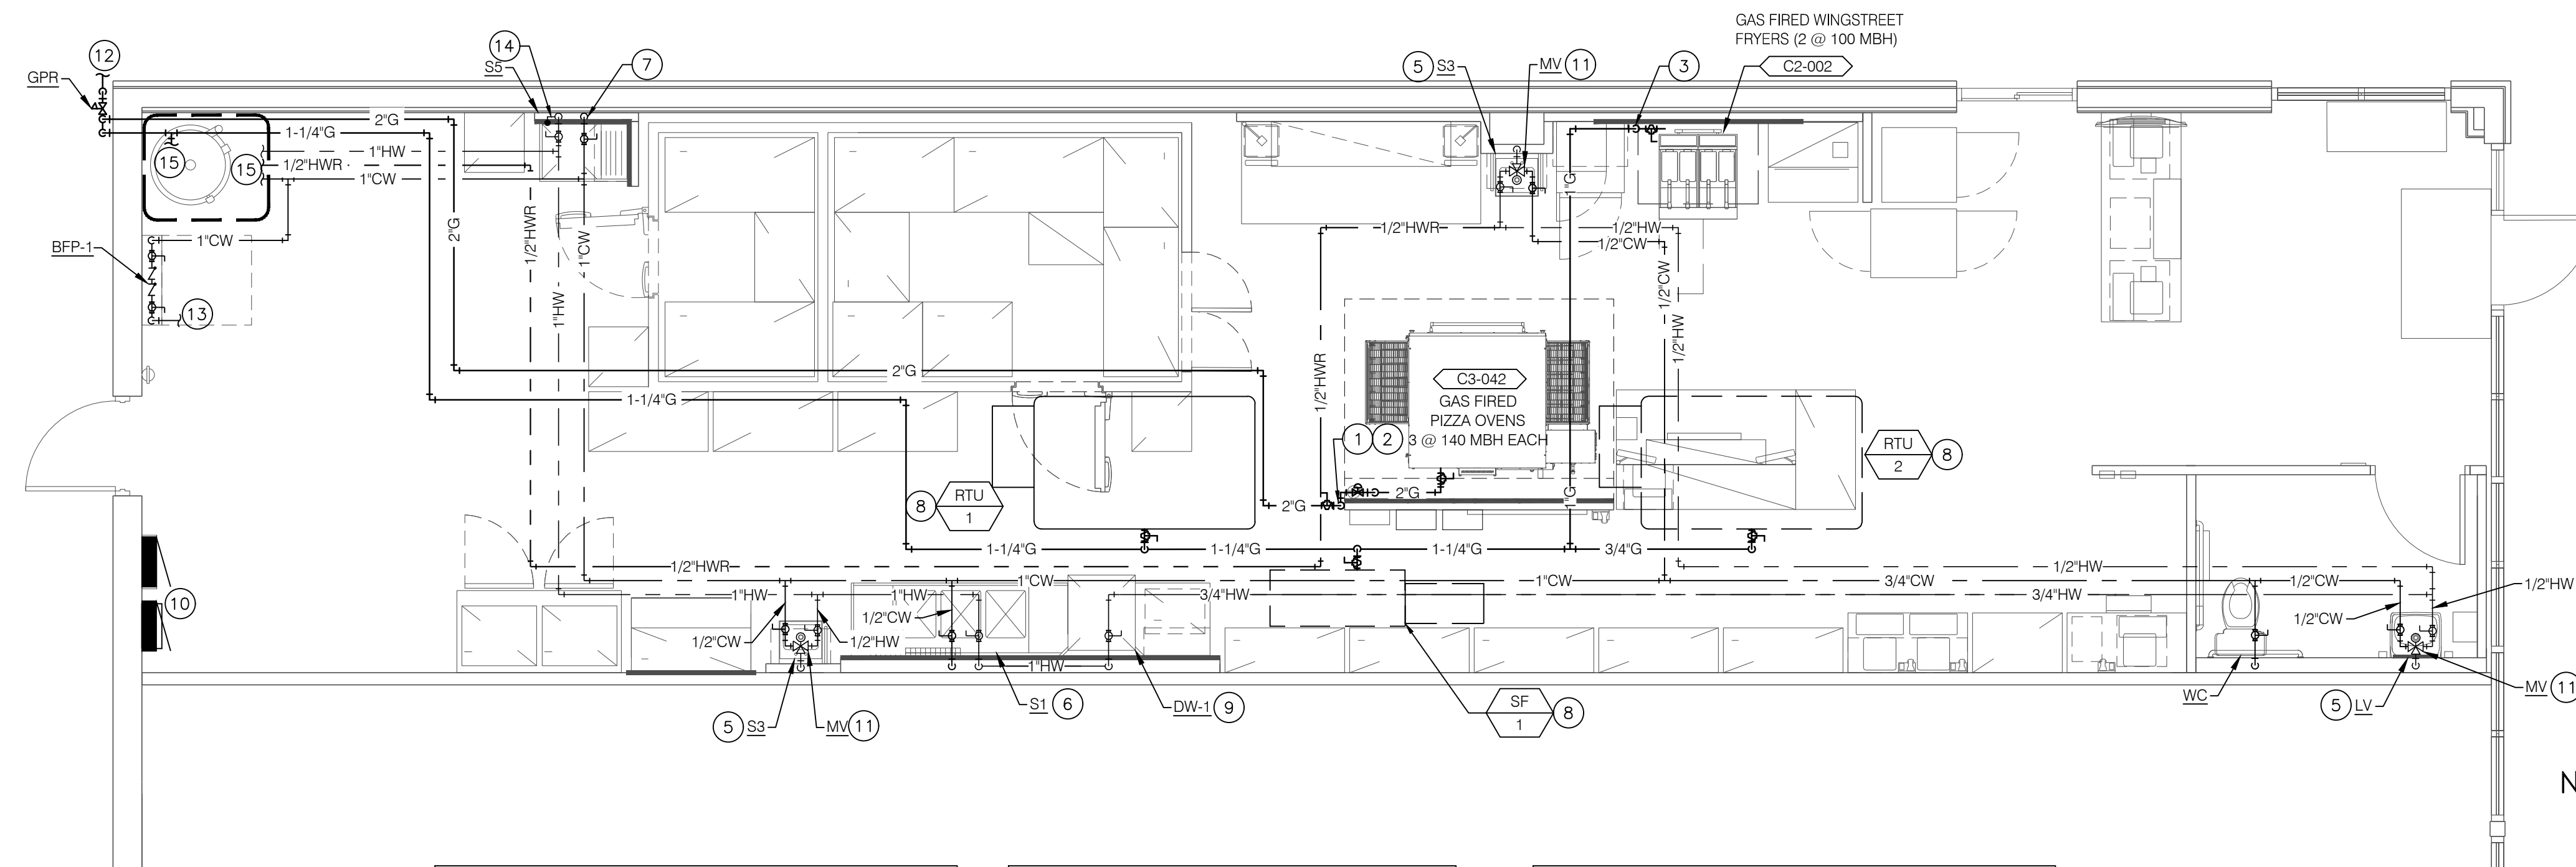 GAS FIRED WINGSTREET
FRYERS (2 @ 100 MBH)
C2-002
12
GPR
14
S5
7
5 S3
MV 11
3
2"G
1-1/4"G
15
1"HW
1/2"HWR
15
1"CW
1"CW
BFP-1
13
2"G
1/2"HWR
1"CW
1"HW
1"G
1/2"HWR
1/2"HW
1/2"CW
1/2"CW
1/2"HW
1/2"HWR
2"G
1-1/4"G
C3-042
GAS FIRED
PIZZA OVENS
3 @ 140 MBH EACH
1 2
RTU
2
8
8
RTU
1
2"G
2"G
1"G
1-1/4"G
1-1/4"G
1-1/4"G
3/4"G
1/2"HWR
1/2"HW
1"CW
1"CW
3/4"CW
1/2"CW
1/2"HW
1"HW
1"HW
3/4"HW
3/4"HW
10
1/2"CW
1/2"CW
1/2"HW
1/2"CW
1"HW
5 S3
MV 11
S1 6
DW-1 9
SF
1
8
WC
5 LV
MV 11
N